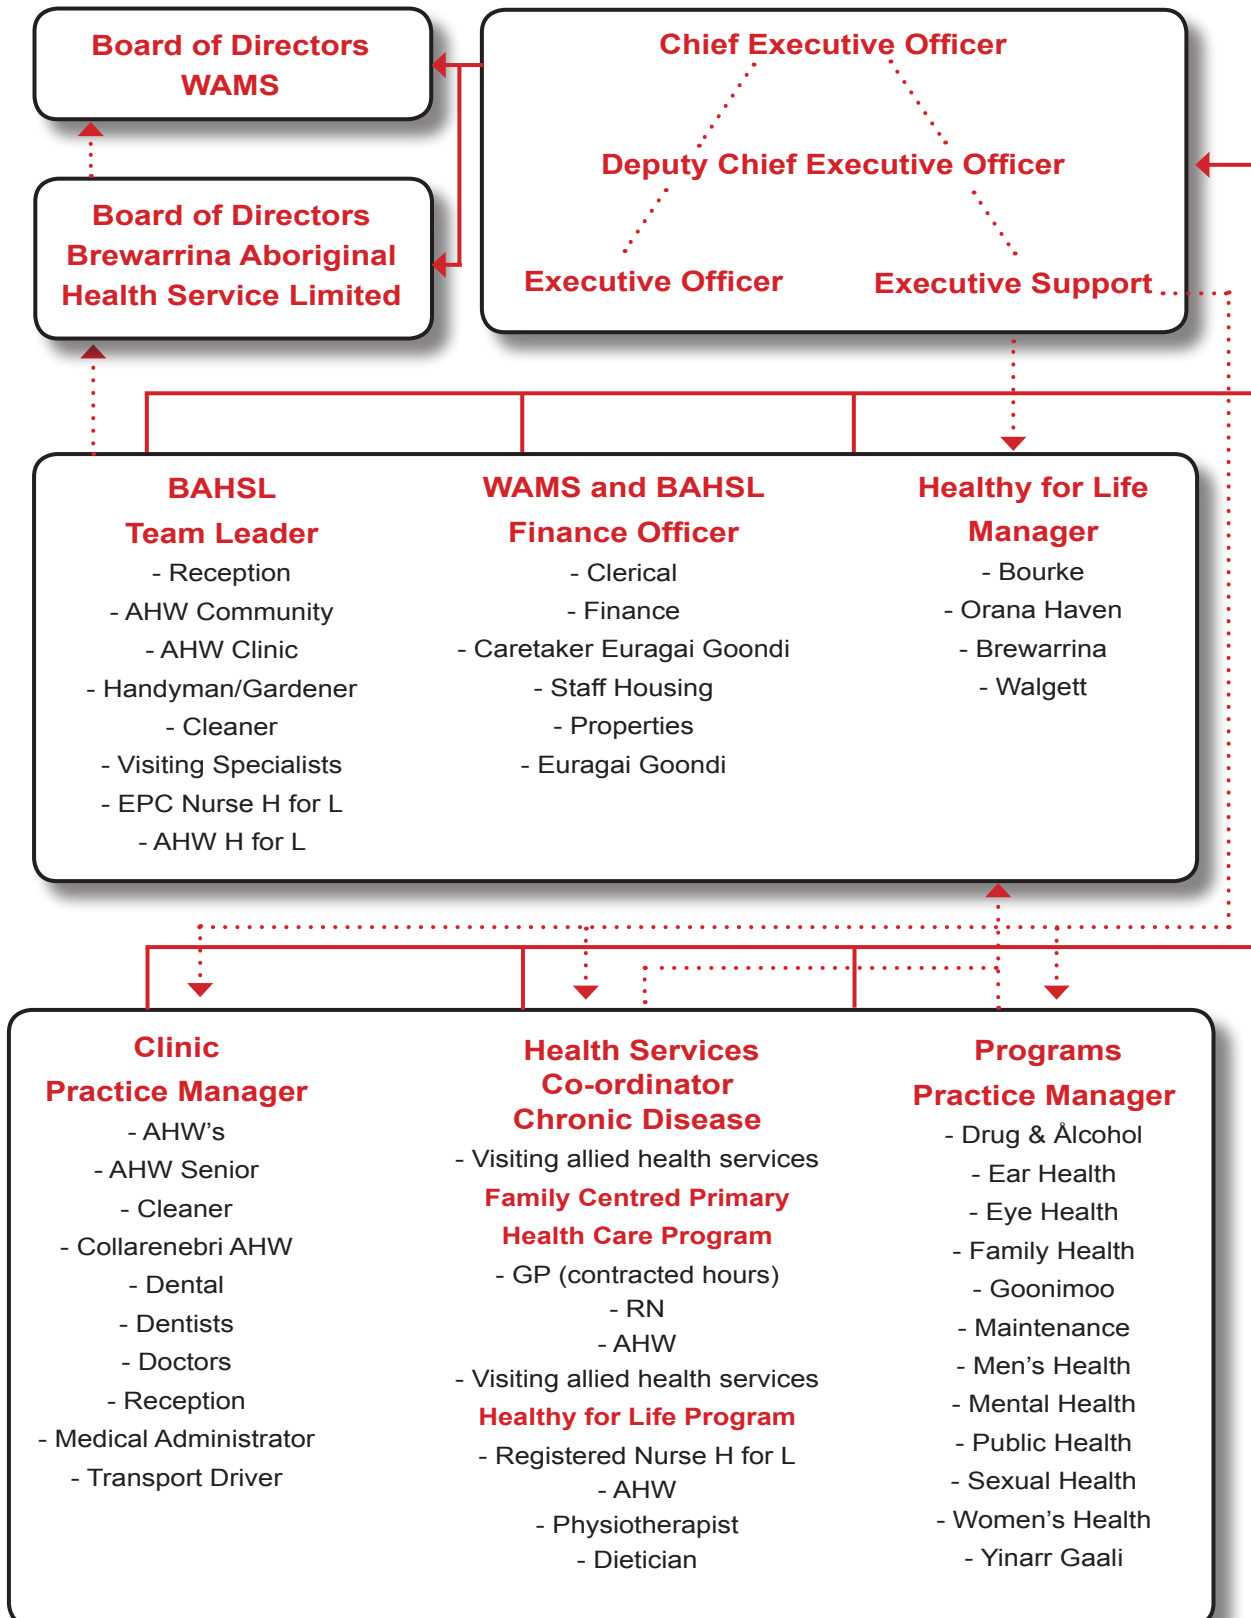 Board of Directors
WAMS
Chief Executive Officer
Deputy Chief Executive Officer
Board of Directors
Brewarrina Aboriginal
Health Service Limited
Executive Officer
Executive Support
BAHSL
Team Leader
- Reception
- AHW Community
- AHW Clinic
- Handyman/Gardener
- Cleaner
- Visiting Specialists
- EPC Nurse H for L
- AHW H for L
WAMS and BAHSL
Finance Officer
- Clerical
- Finance
- Caretaker Euragai Goondi
- Staff Housing
- Properties
- Euragai Goondi
Healthy for Life
Manager
- Bourke
- Orana Haven
- Brewarrina
- Walgett
Clinic
Practice Manager
- AHW's
- AHW Senior
- Cleaner
- Collarenebri AHW
- Dental
- Dentists
- Doctors
- Reception
- Medical Administrator
- Transport Driver
Health Services
Co-ordinator
Chronic Disease
- Visiting allied health services
Family Centred Primary
Health Care Program
- GP (contracted hours)
- RN
- AHW
- Visiting allied health services
Healthy for Life Program
- Registered Nurse H for L
- AHW
- Physiotherapist
- Dietician
Programs
Practice Manager
- Drug & Ålcohol
- Ear Health
- Eye Health
- Family Health
- Goonimoo
- Maintenance
- Men's Health
- Mental Health
- Public Health
- Sexual Health
- Women's Health
- Yinarr Gaali